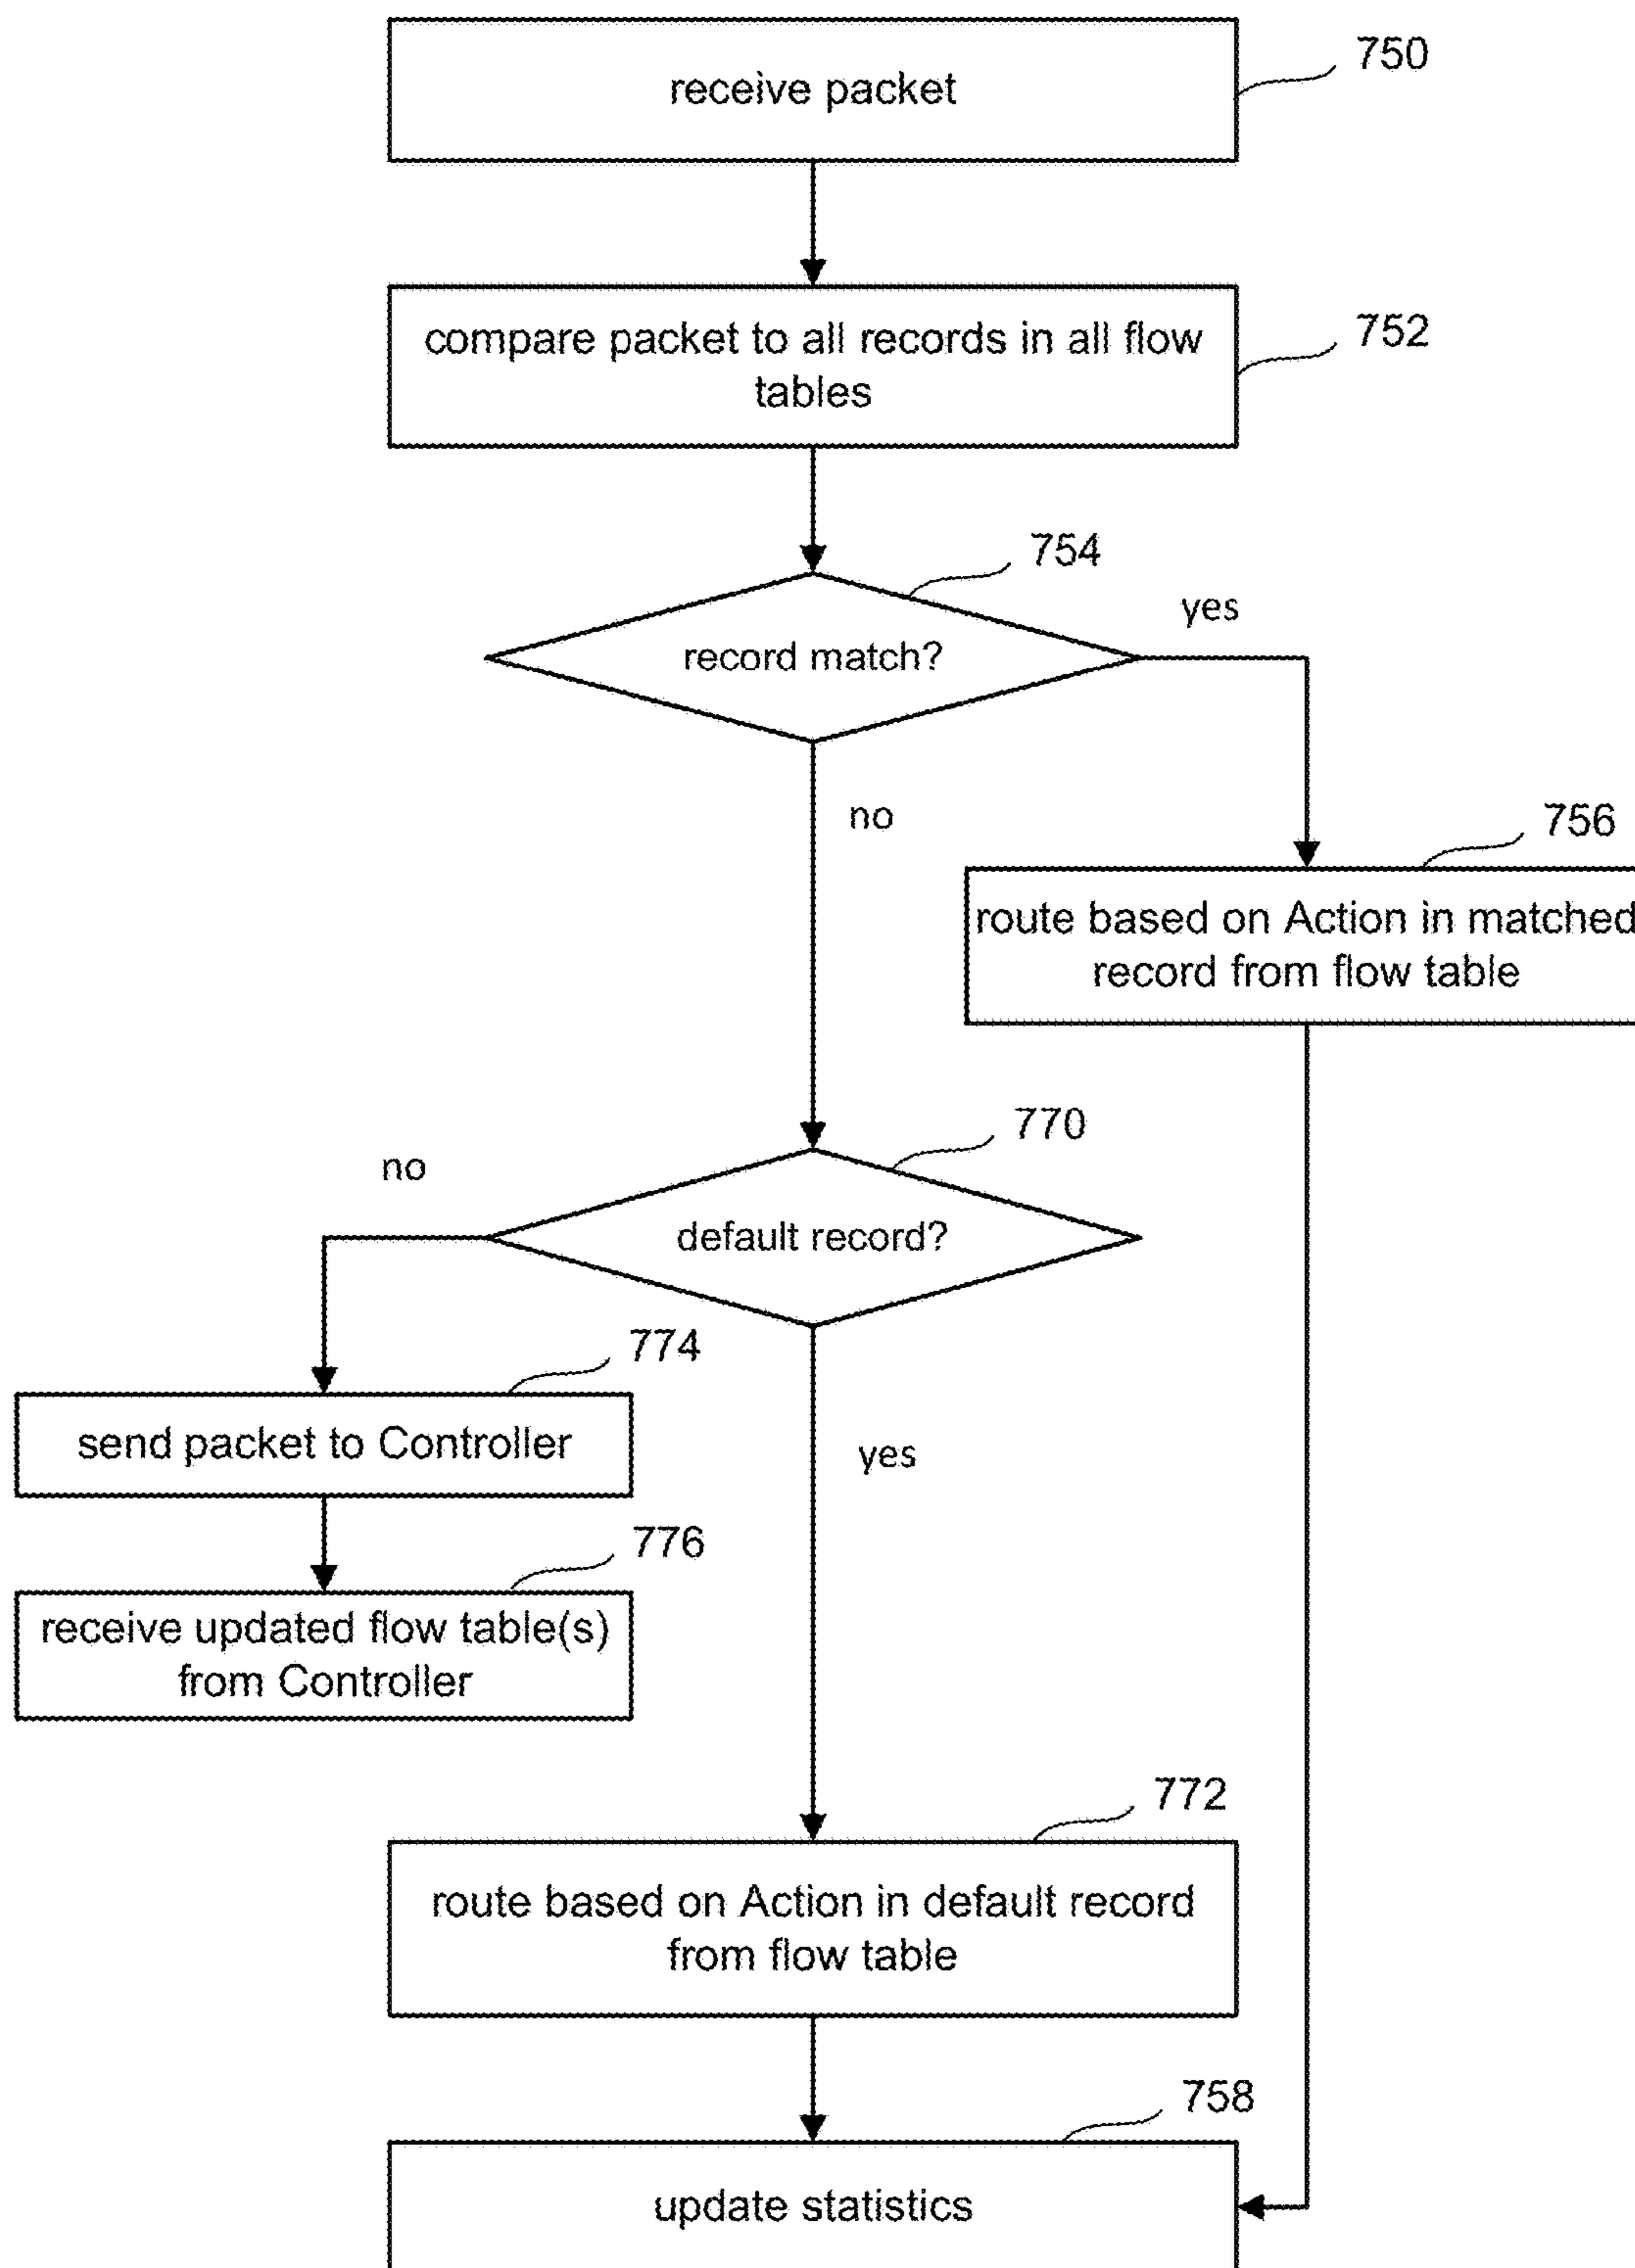 receive packet
750
compare packet to all records in all flow
tables
752
754
record match?
yes
no
756
route based on Action in matched
record from flow table
770
no
default record?
774
send packet to Controller
yes
776
receive updated flow table(s)
from Controller
772
route based on Action in default record
from flow table
758
update statistics